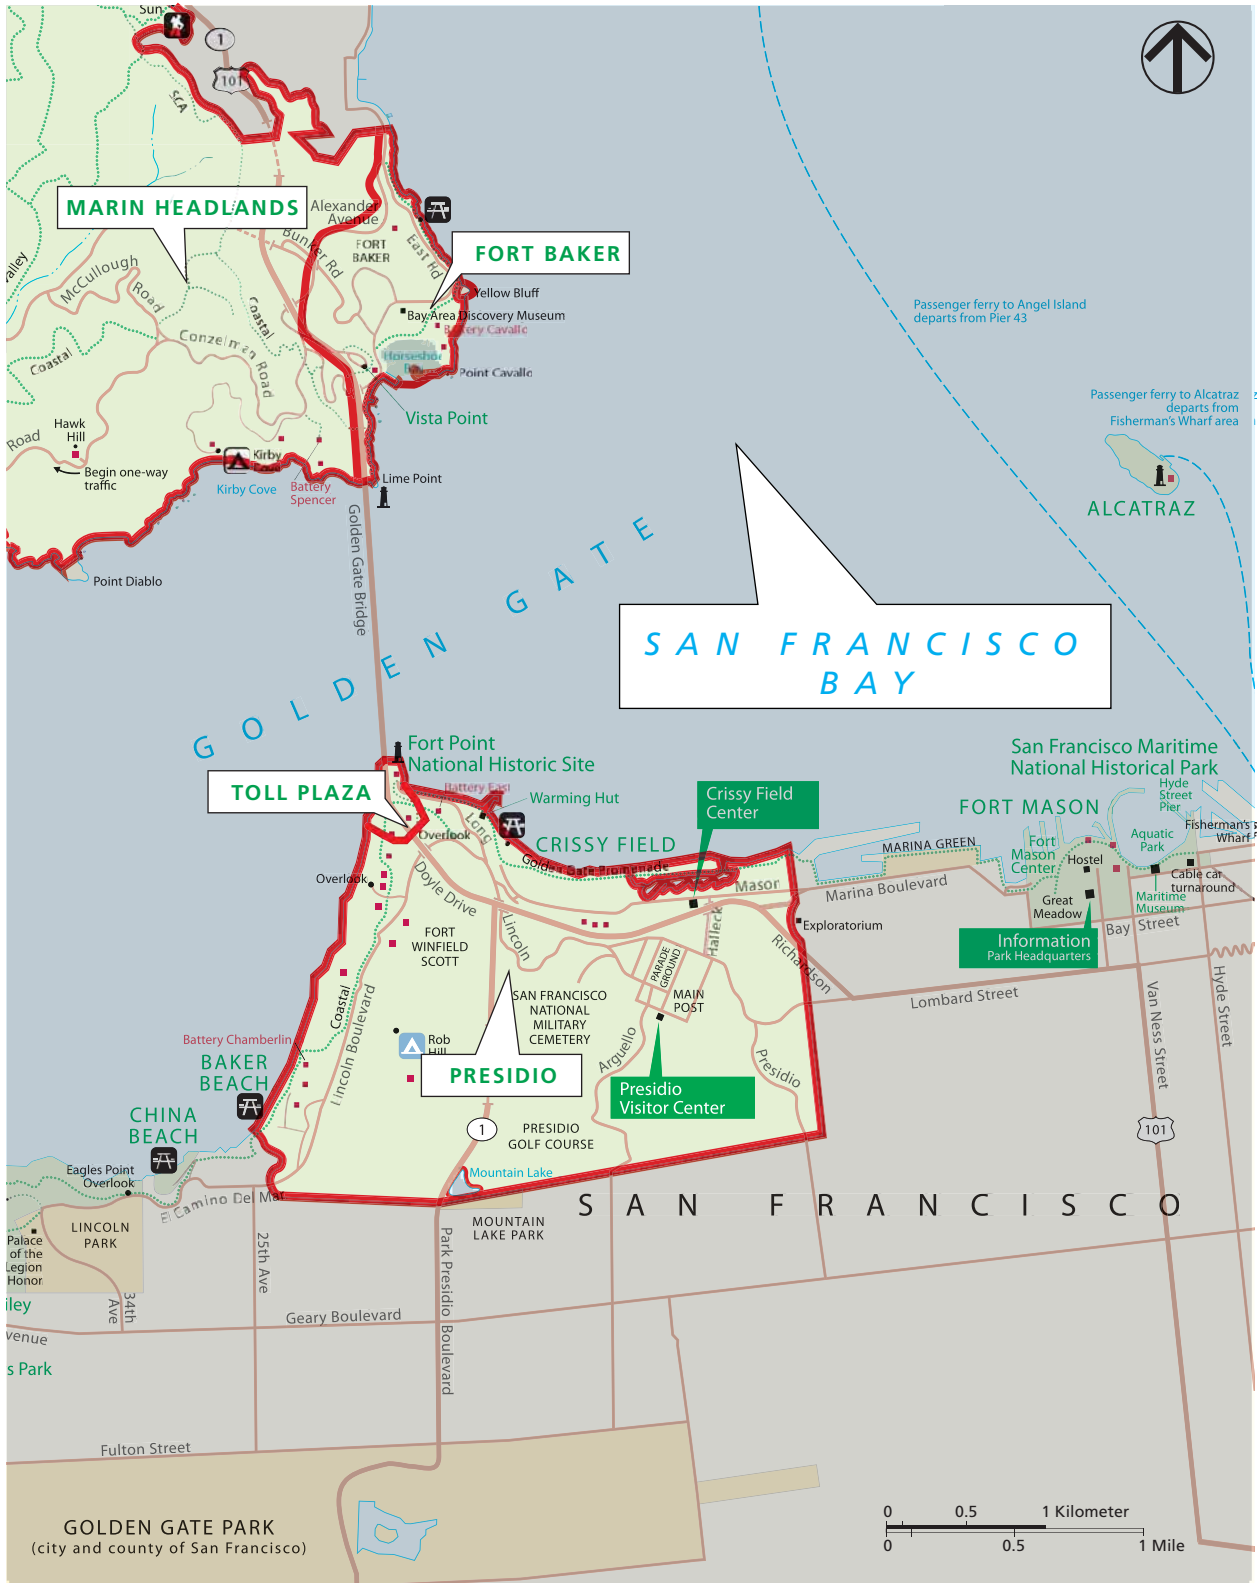 Sun
1
101
SCA
MARIN HEADLANDS
Alexander
Avenue
Bunker Rd
FORT
BAKER
East Rd
FORT BAKER
alley
McCullough
Road
Yellow Bluff
Bay Area Discovery Museum
Battery Cavallo
Coastal
Conzelman Road
Coastal
Horseshoe
Point Cavallo
Vista Point
Passenger ferry to Angel Island
departs from Pier 43
Passenger ferry to Alcatraz
departs from
Fisherman's Wharf area
ALCATRAZ
Hawk
Hill
Road
Begin one-way
traffic
Kirby
Cove
Kirby Cove
Battery
Spencer
Lime Point
Point Diablo
Golden Gate Bridge
GOLDEN GATE
SAN FRANCISCO
BAY
Fort Point
National Historic Site
TOLL PLAZA
Battery East
Warming Hut
Overlook
Long
CRISSY FIELD
Golden Gate Promenade
Crissy Field
Center
San Francisco Maritime
National Historical Park
Hyde
Street
Pier
FORT MASON
Fisherman's
Wharf
Aquatic
Park
Fort
Mason
Center
Hostel
Cable car
turnaround
Maritime
Museum
Great
Meadow
MARINA GREEN
Marina Boulevard
Mason
Bay Street
Exploratorium
Information
Park Headquarters
Overlook
Doyle Drive
Lincoln
Halleck
Richardson
Lombard Street
Van Ness Street
Hyde Street
FORT
WINFIELD
SCOTT
PARADE
GROUND
MAIN
POST
SAN FRANCISCO
NATIONAL
MILITARY
CEMETERY
Coastal
Lincoln Boulevard
Rob
Hill
Arguello
Presidio
Battery Chamberlin
BAKER
BEACH
PRESIDIO
Presidio
Visitor Center
CHINA
BEACH
1
PRESIDIO
GOLF COURSE
101
Eagles Point
Overlook
Mountain Lake
El Camino Del Mar
SAN FRANCISCO
MOUNTAIN
LAKE PARK
LINCOLN
PARK
Palace
of the
Legion
Honor
34th
Ave
25th Ave
Park Presidio Boulevard
iley
Geary Boulevard
venue
s Park
Fulton Street
GOLDEN GATE PARK
(city and county of San Francisco)
0 0.5 1 Kilometer
0 0.5 1 Mile